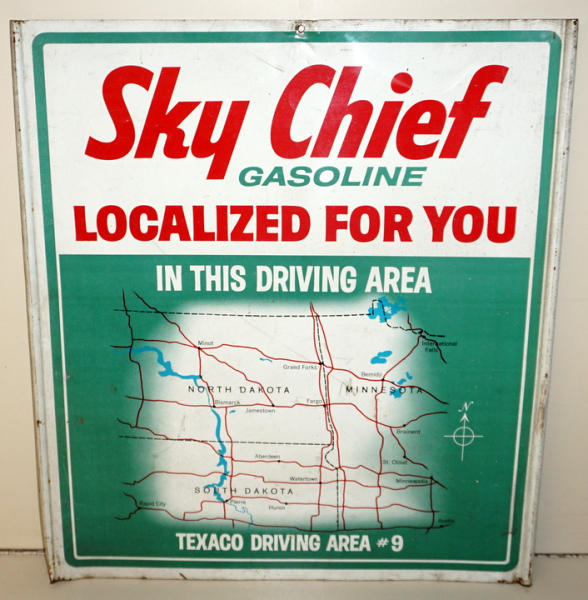 Sky Chief
GASOLINE
LOCALIZED FOR YOU
IN THIS DRIVING AREA
International
Falls
Minot
Grand Forks
Bemidji
NORTH DAKOTA
MINNESOTA
Bismarck
Fargo
Jamestown
N
Brainerd
Aberdeen
St. Cloud
Watertown
Minneapolis
SOUTH DAKOTA
Rapid City
Pierre
Huron
TEXACO DRIVING AREA #9